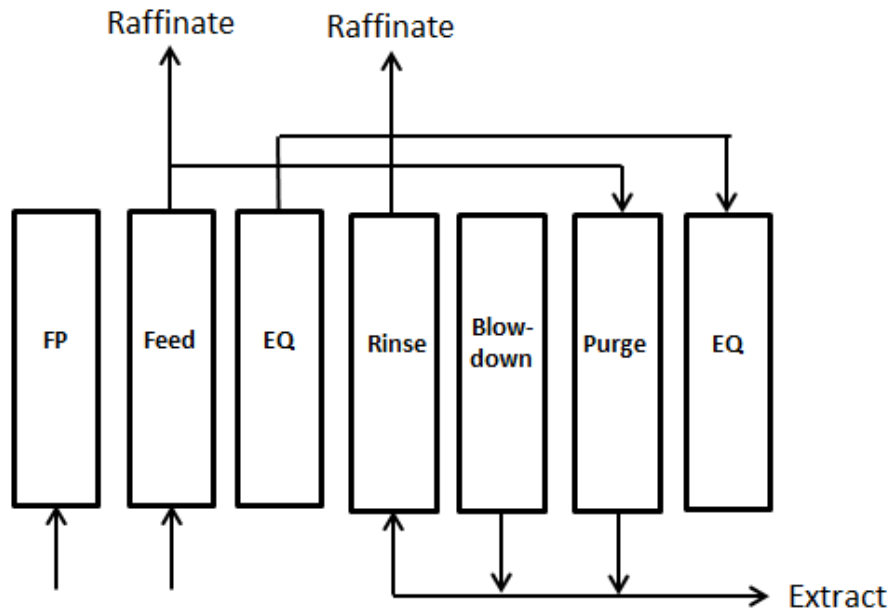 Raffinate
Raffinate
FP
Feed
EQ
Rinse
Blow-
down
Purge
EQ
Extract